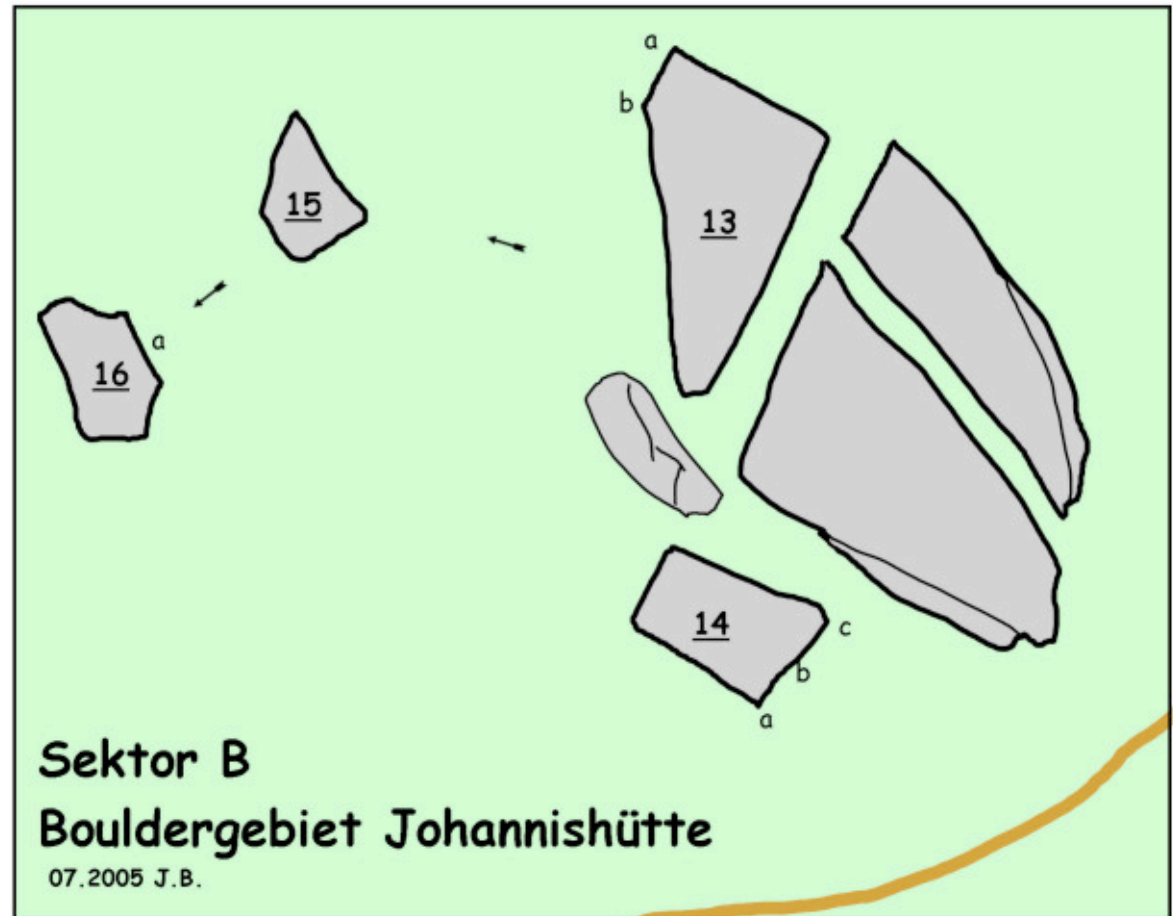 a
b
15
13
a
16
14
c
b
a
Sektor B
Bouldergebiet Johannishütte
07.2005 J.B.